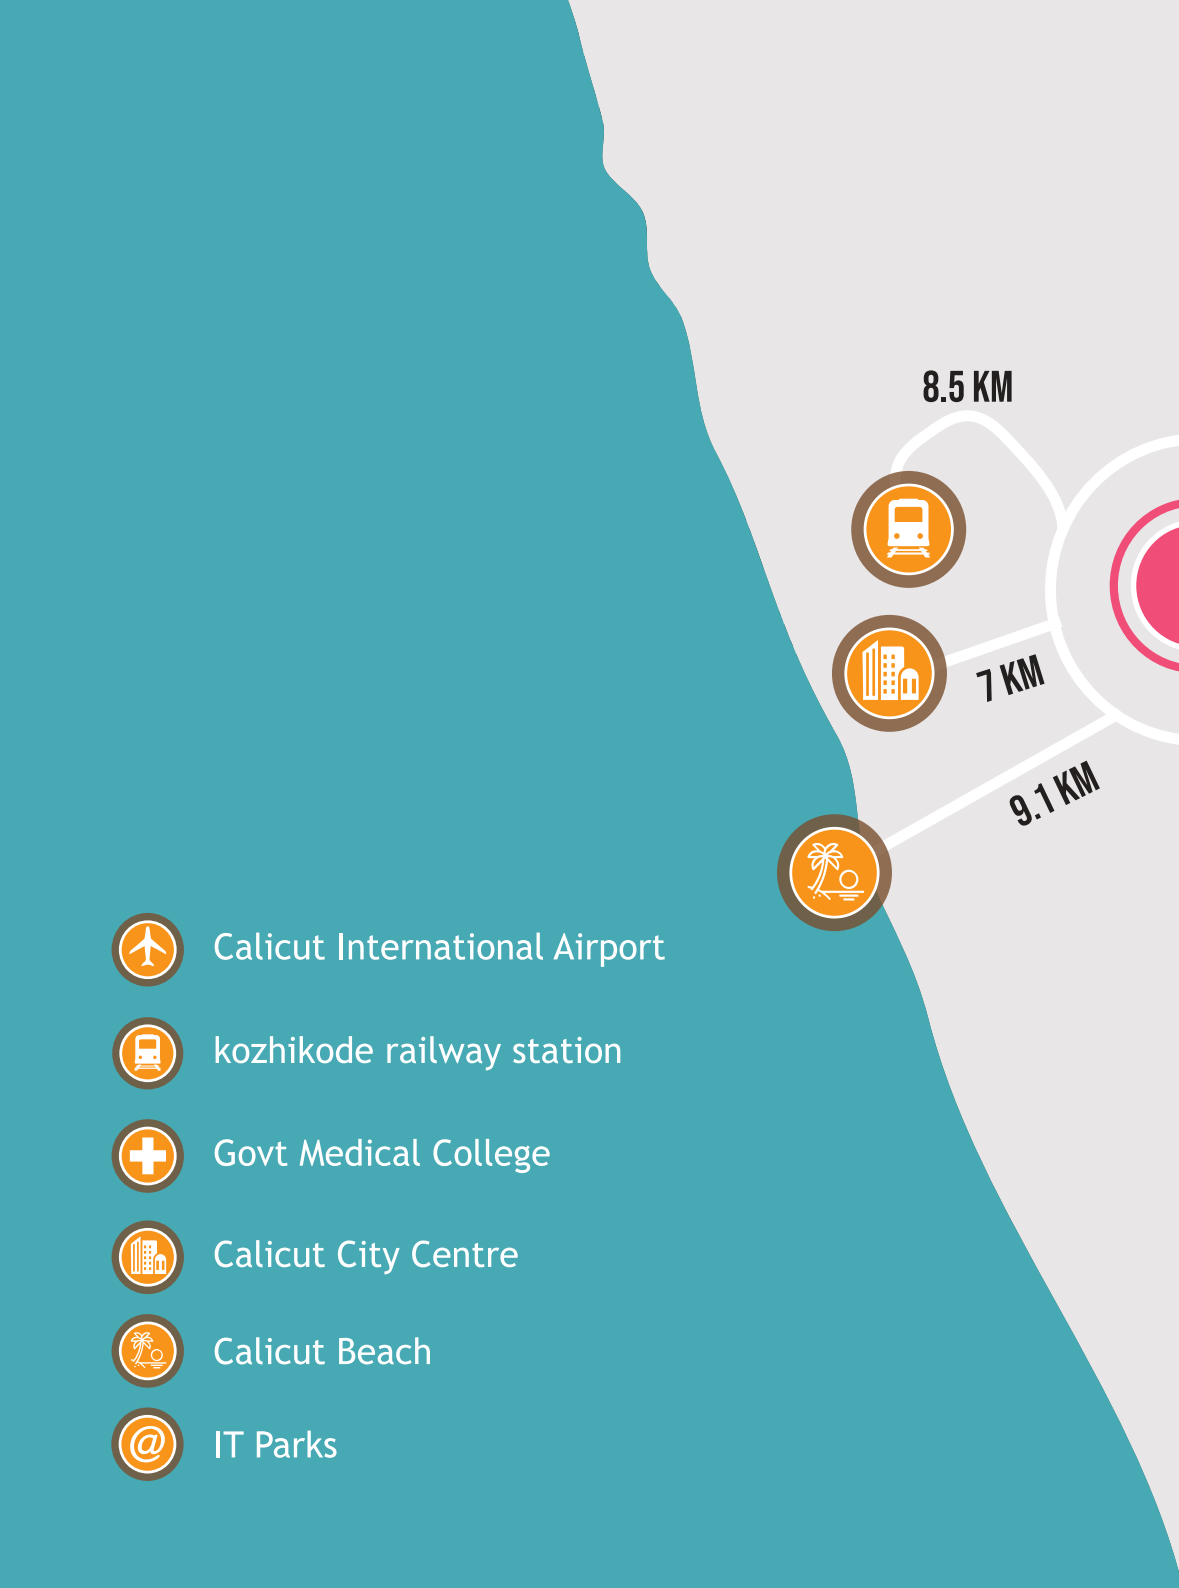 8.5 KM
7 KM
9.1 KM
Calicut International Airport
kozhikode railway station
Govt Medical College
Calicut City Centre
Calicut Beach
@ IT Parks